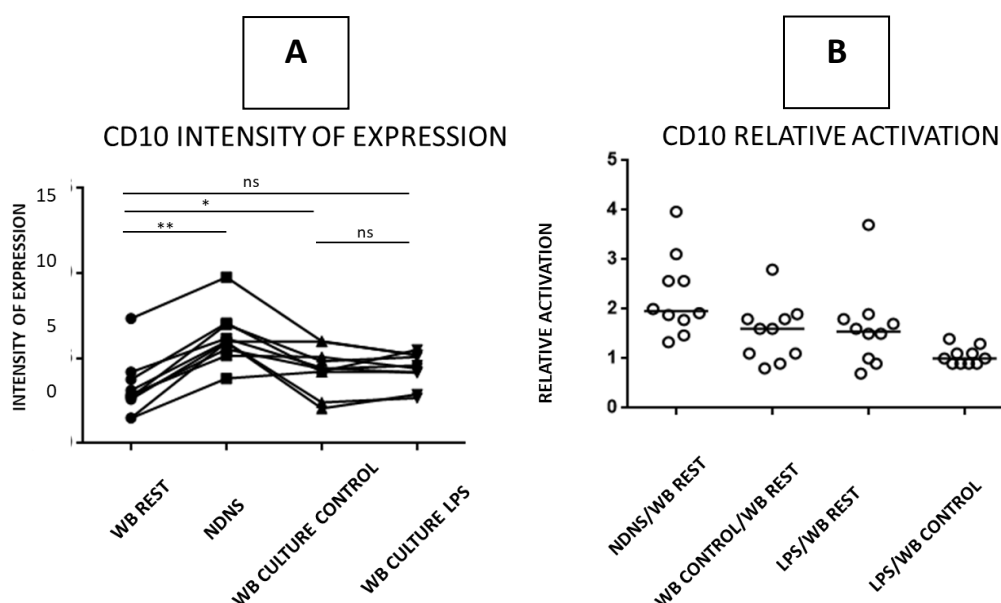 A
CD10 INTENSITY OF EXPRESSION
INTENSITY OF EXPRESSION
15
10
5
0
ns
*
**
ns
WB REST
NDNS
WB CULTURE CONTROL
WB CULTURE LPS
B
CD10 RELATIVE ACTIVATION
RELATIVE ACTIVATION
5
4
3
2
1
0
NDNS/WB REST
WB CONTROL/WB REST
LPS/WB REST
LPS/WB CONTROL